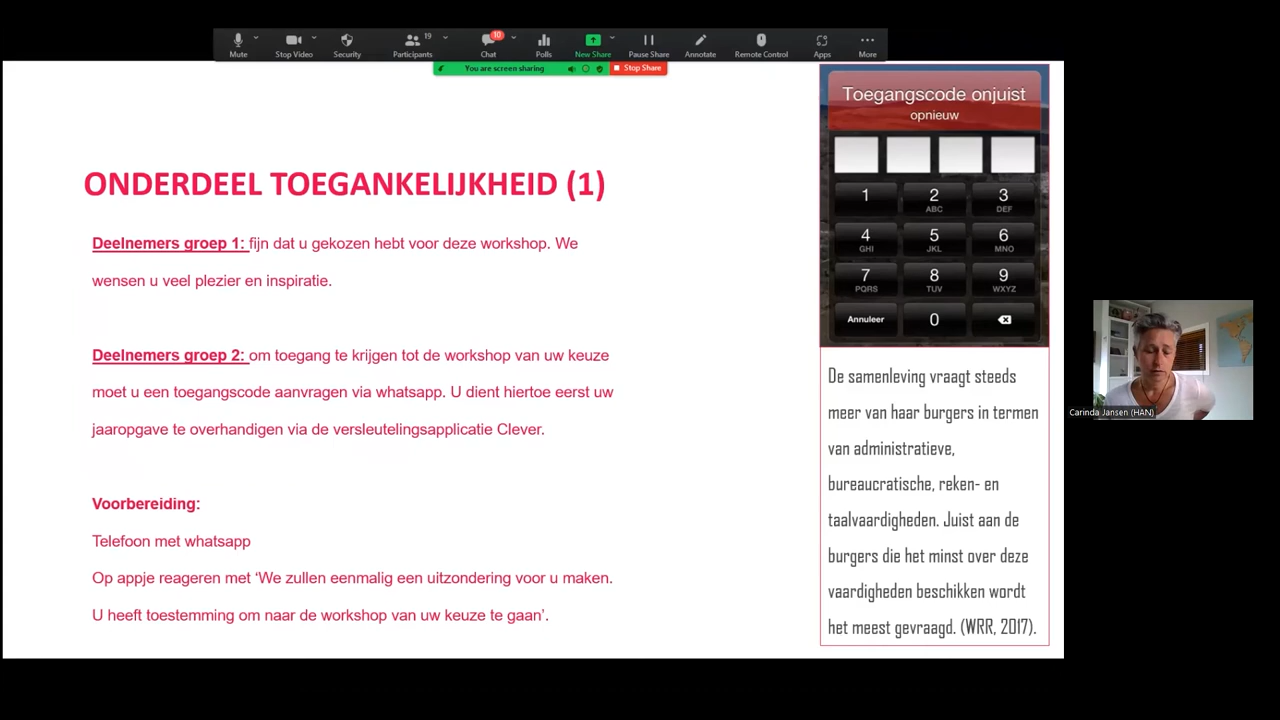 Mute
Stop Video
Security
Participants
19
Chat
10
Polls
New Share
Pause Share
Annotate
Remote Control
Apps
More
You are screen sharing
Stop Share
ONDERDEEL TOEGANKELIJKHEID (1)
Deelnemers groep 1: fijn dat u gekozen hebt voor deze workshop. We
wensen u veel plezier en inspiratie.
Deelnemers groep 2: om toegang te krijgen tot de workshop van uw keuze
moet u een toegangscode aanvragen via whatsapp. U dient hiertoe eerst uw
jaaropgave te overhandigen via de versleutelingsapplicatie Clever.
Voorbereiding:
Telefoon met whatsapp
Op appje reageren met ‘We zullen eenmalig een uitzondering voor u maken.
U heeft toestemming om naar de workshop van uw keuze te gaan’.
Toegangscode onjuist
opnieuw
1
2
ABC
3
DEF
4
GHI
5
JKL
6
MNO
7
PQRS
8
TUV
9
WXYZ
Annuleer
0
De samenleving vraagt steeds
meer van haar burgers in termen
van administratieve,
bureaucratische, reken- en
taalvaardigheden. Juist aan de
burgers die het minst over deze
vaardigheden beschikken wordt
het meest gevraagd. (WRR, 2017).
Carinda Jansen (HAN)